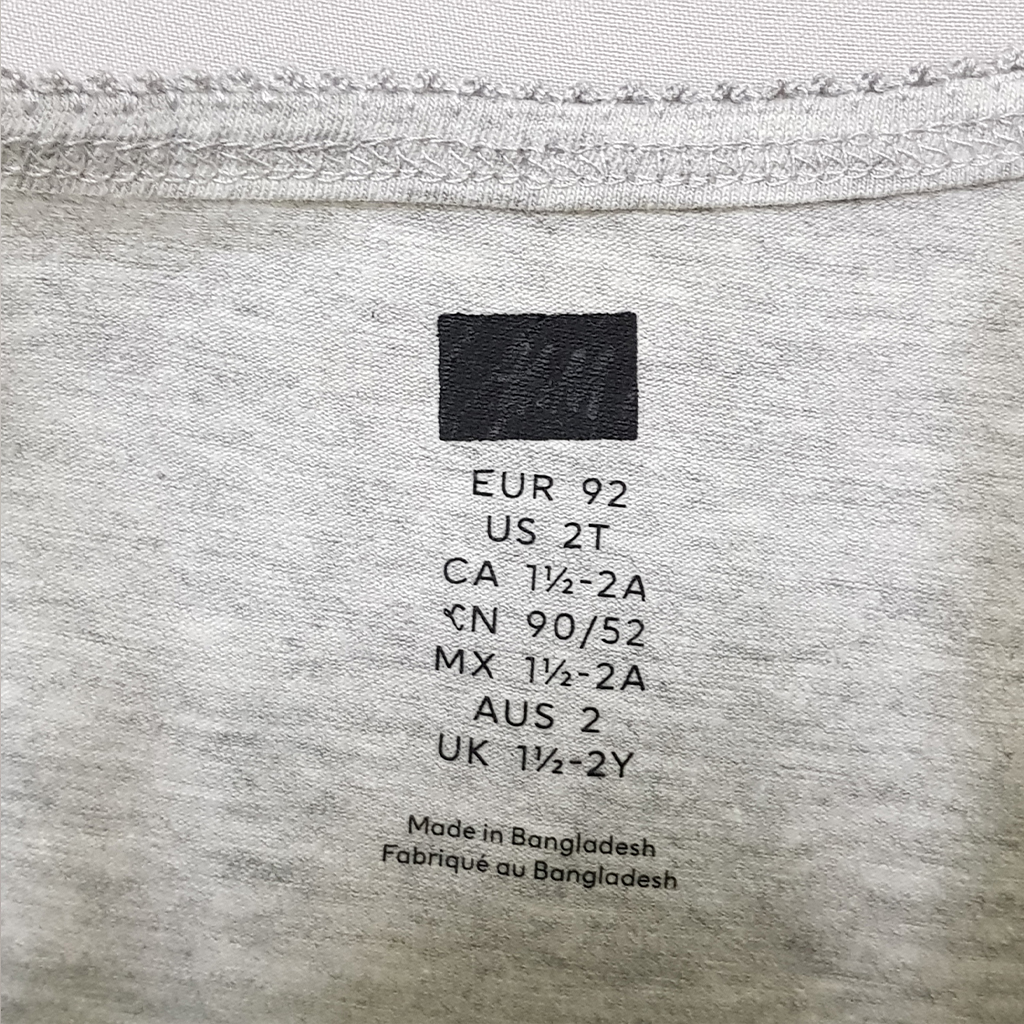 H&M
EUR 92
US 2T
CA 1½-2A
CN 90/52
MX 1½-2A
AUS 2
UK 1½-2Y
Made in Bangladesh
Fabriqué au Bangladesh